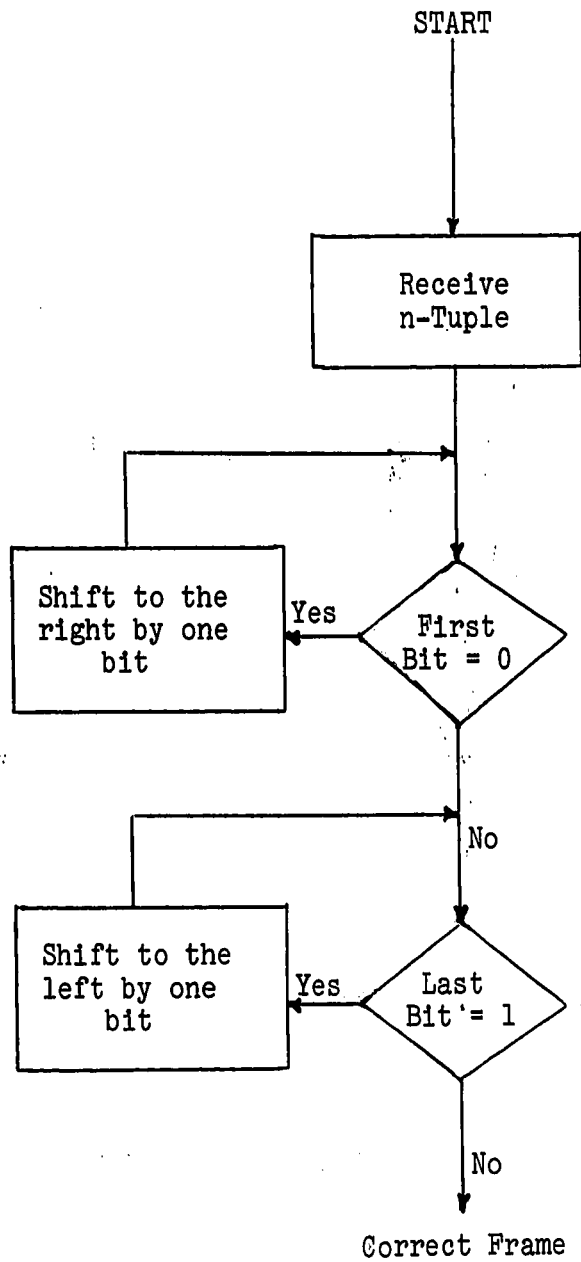 START
Receive
n-Tuple
Shift to the
right by one
bit
Yes
First
Bit = 0
No
Shift to the
left by one
bit
Yes
Last
Bit = 1
No
Correct Frame